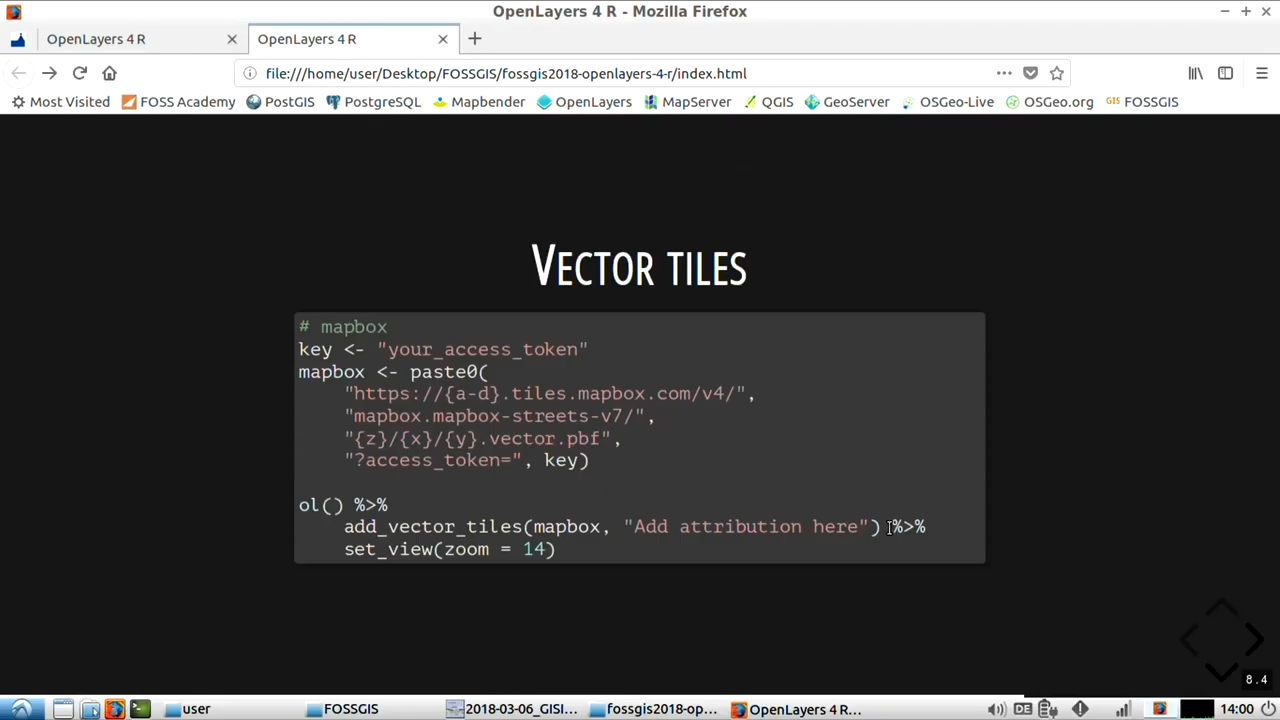 OpenLayers 4 R - Mozilla Firefox
OpenLayers 4 R
OpenLayers 4 R
file:///home/user/Desktop/FOSSGIS/fossgis2018-openlayers-4-r/index.html
Most Visited FOSS Academy PostGIS PostgreSQL Mapbender OpenLayers MapServer QGIS GeoServer OSGeo-Live OSGeo.org GIS FOSSGIS
VECTOR TILES
# mapbox
key <- "your_access_token"
mapbox <- paste0(
"https://{a-d}.tiles.mapbox.com/v4/",
"mapbox.mapbox-streets-v7/",
"{z}/{x}/{y}.vector.pbf",
"?access_token=", key)
ol() %>%
add_vector_tiles(mapbox, "Add attribution here") %>%
set_view(zoom = 14)
8.4
user FOSSGIS 2018-03-06_GISI... fossgis2018-op... OpenLayers 4 R... DE 14:00